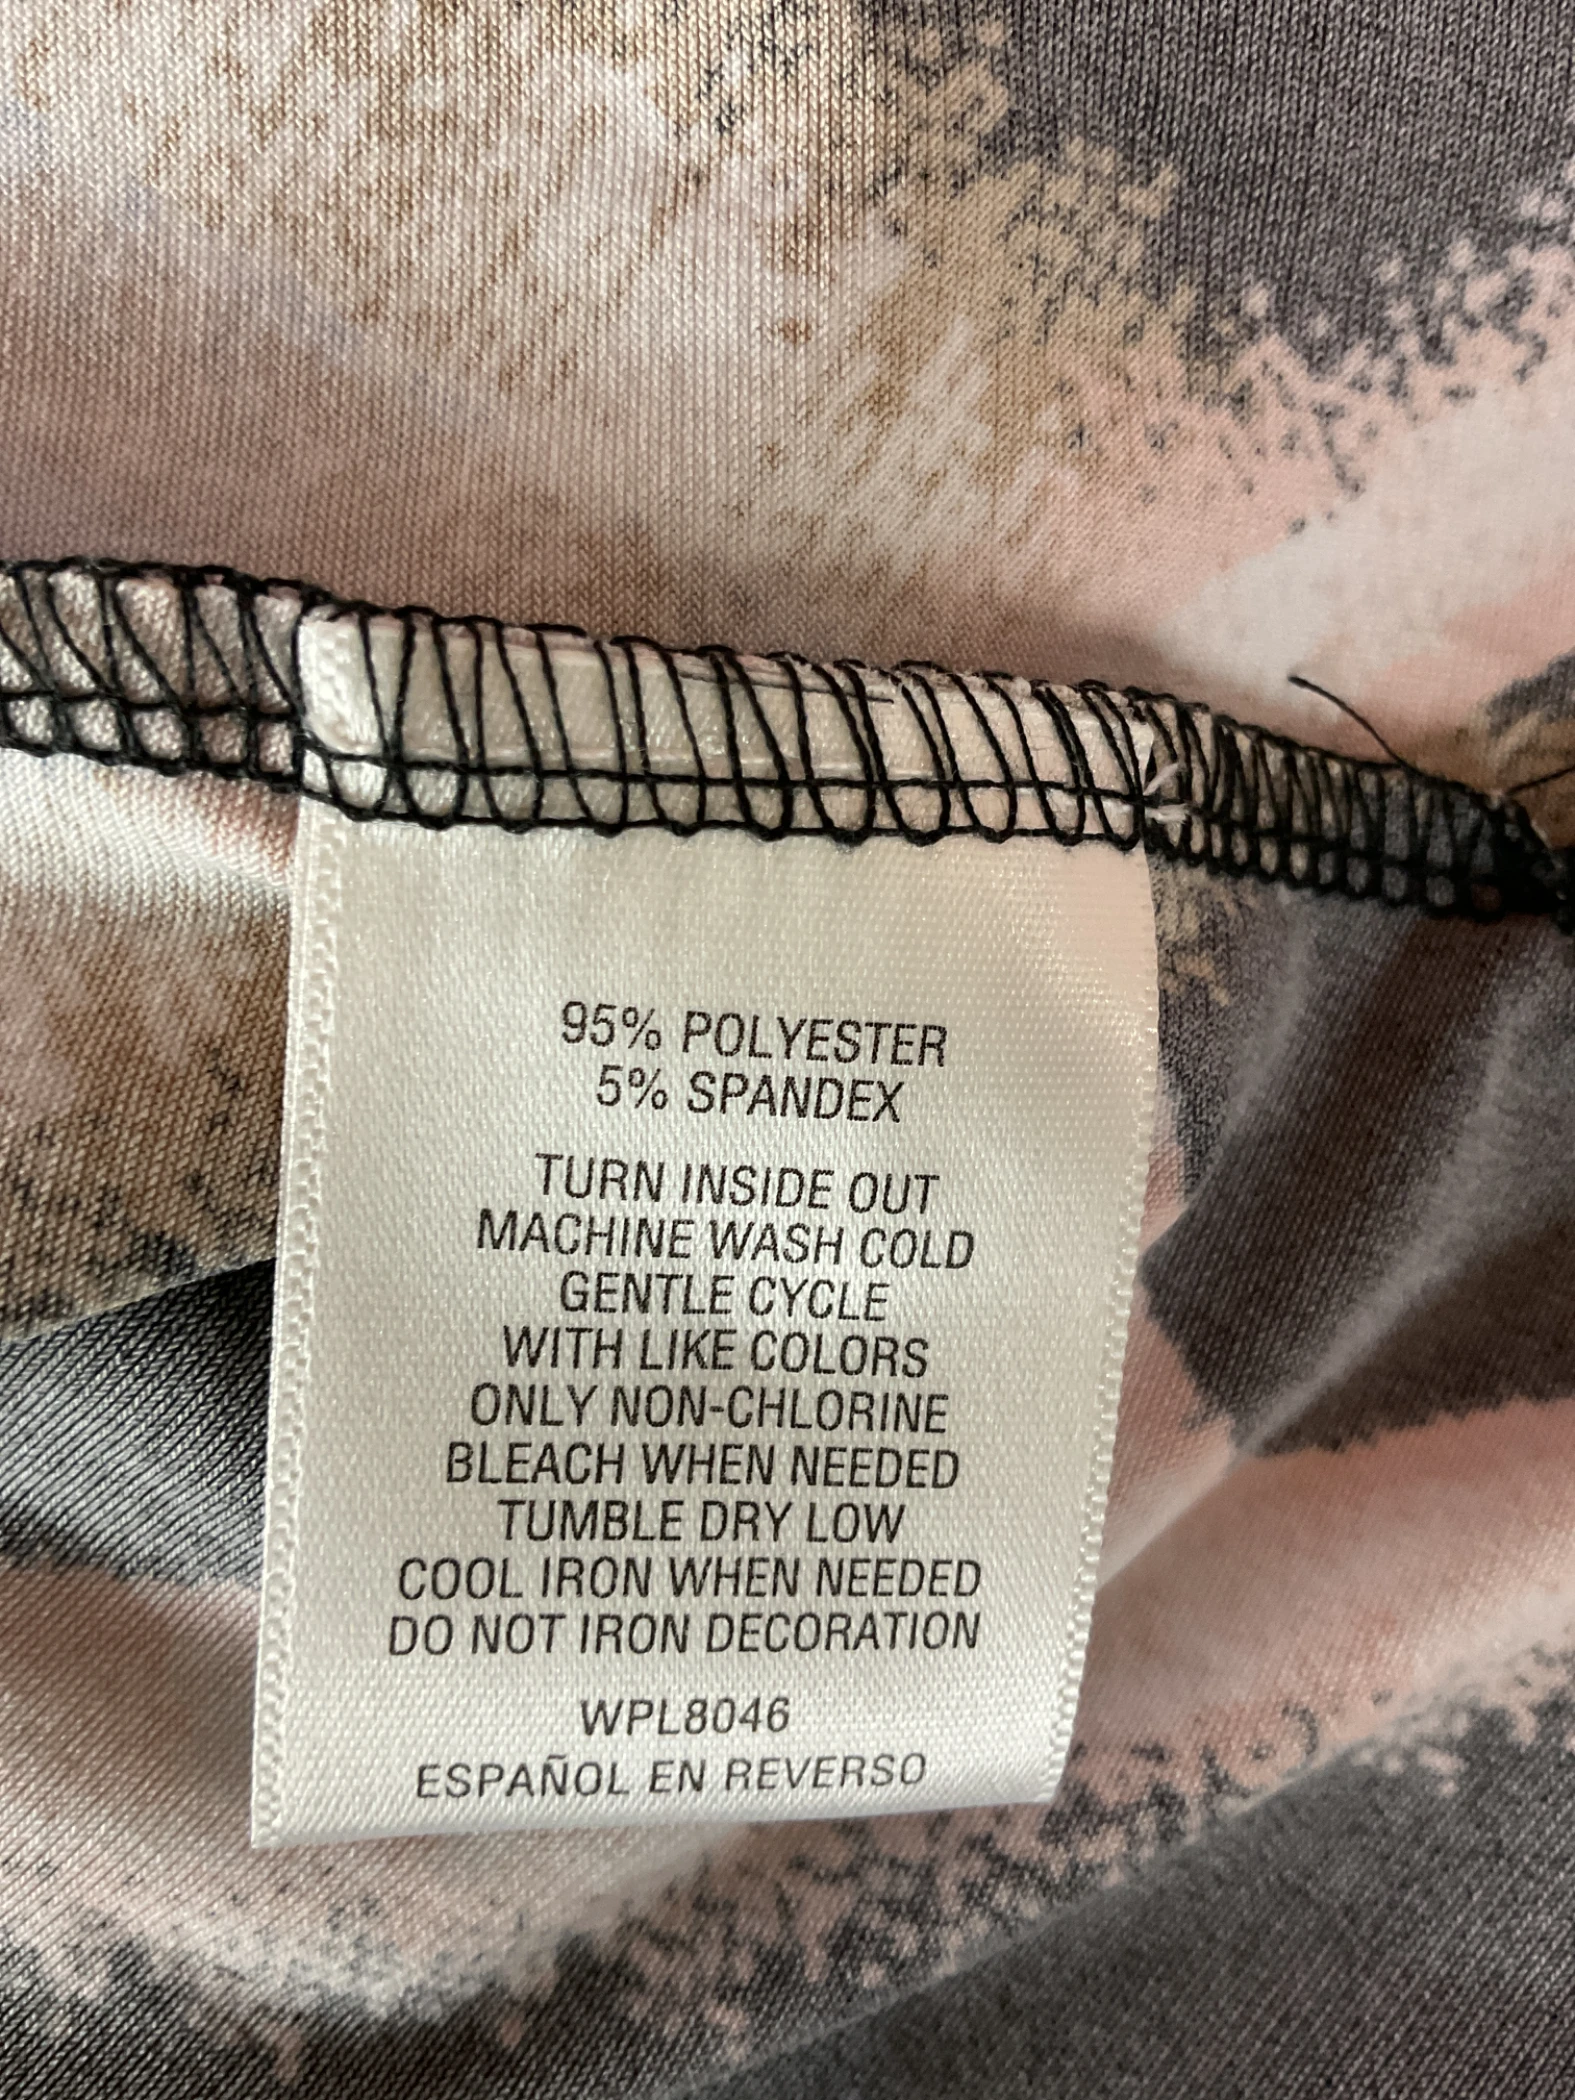 95% POLYESTER
5% SPANDEX
TURN INSIDE OUT
MACHINE WASH COLD
GENTLE CYCLE
WITH LIKE COLORS
ONLY NON-CHLORINE
BLEACH WHEN NEEDED
TUMBLE DRY LOW
COOL IRON WHEN NEEDED
DO NOT IRON DECORATION
WPL8046
ESPAÑOL EN REVERSO